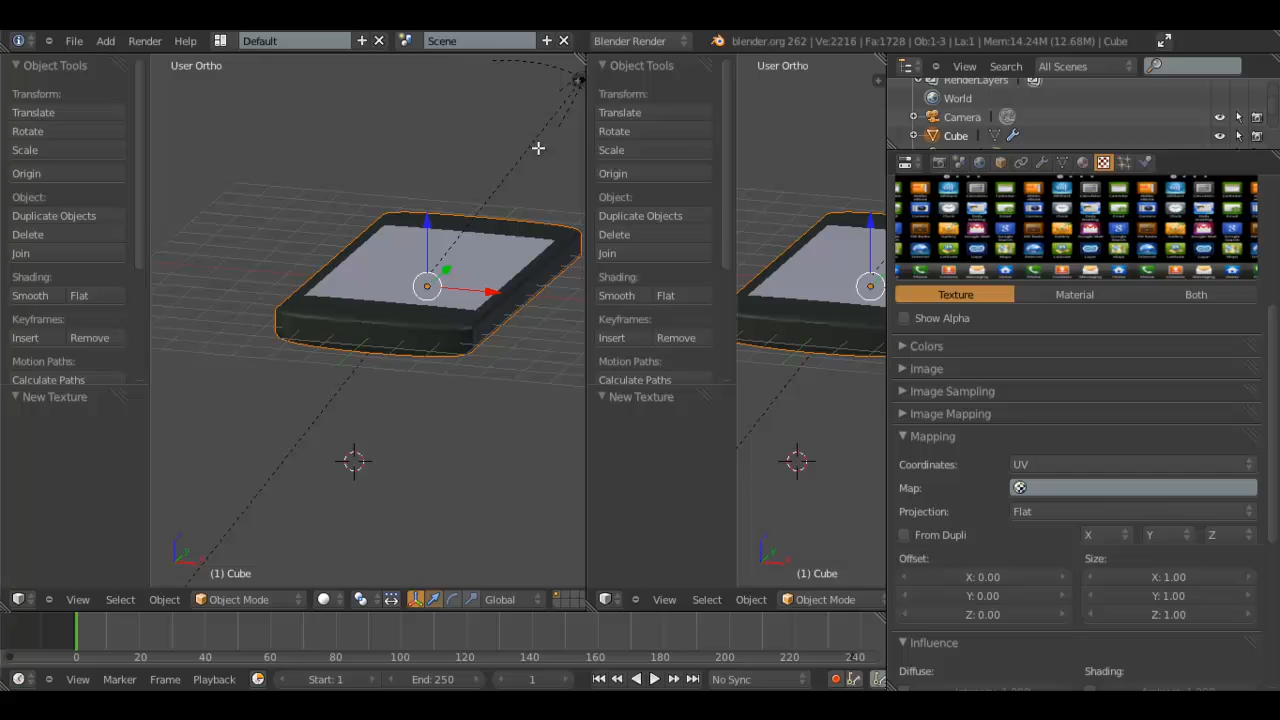 File Add Render Help Default Scene Blender Render blender.org 262 | Ve:2216 | Fa:1728 | Ob:1-3 | La:1 | Mem:14.24M (12.68M) | Cube
Object Tools
User Ortho
Transform:
Translate
Rotate
Scale
Origin
Object:
Duplicate Objects
Delete
Join
Shading:
Smooth Flat
Keyframes:
Insert Remove
Motion Paths:
Calculate Paths
New Texture
(1) Cube
View Select Object Object Mode Global
Object Tools
User Ortho
Transform:
Translate
Rotate
Scale
Origin
Object:
Duplicate Objects
Delete
Join
Shading:
Smooth Flat
Keyframes:
Insert Remove
Motion Paths:
Calculate Paths
New Texture
(1) Cube
View Select Object Object Mode
View Search All Scenes
RenderLayers
World
Camera
Cube
Texture Material Both
Show Alpha
Colors
Image
Image Sampling
Image Mapping
Mapping
Coordinates: UV
Map:
Projection: Flat
From Dupli X Y Z
Offset: Size:
X: 0.00 X: 1.00
Y: 0.00 Y: 1.00
Z: 0.00 Z: 1.00
Influence
Diffuse: Shading:
0 20 40 60 80 100 120 140 160 180 200 220 240
View Marker Frame Playback Start: 1 End: 250 1 No Sync